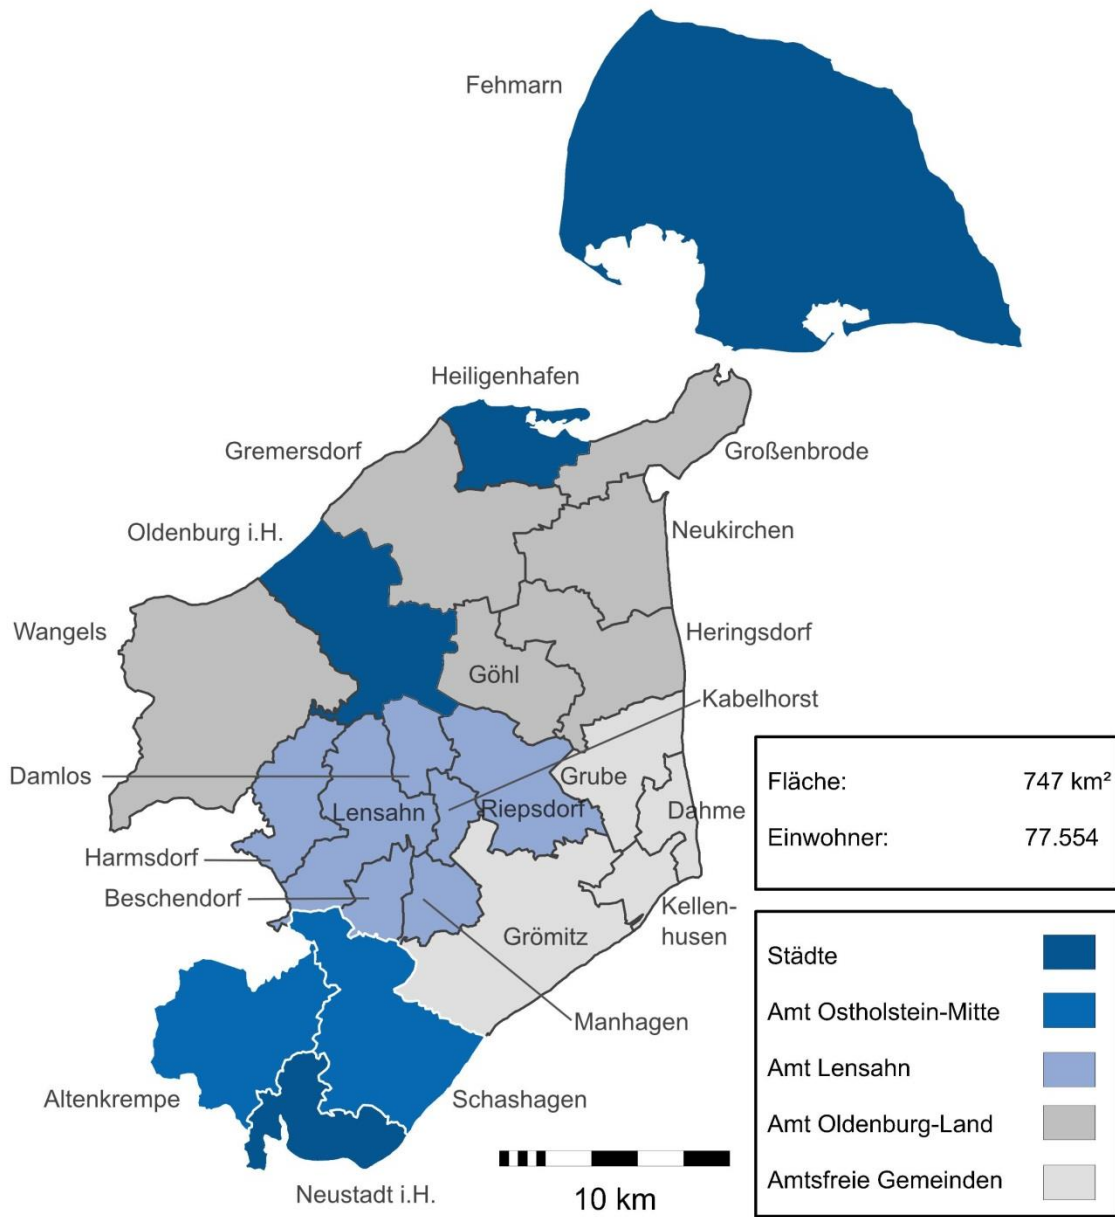 Fehmarn
Heiligenhafen
Gremersdorf
Großenbrode
Oldenburg i.H.
Neukirchen
Wangels
Heringsdorf
Göhl
Kabelhorst
Damlos
Grube
Lensahn
Riepsdorf
Dahme
Harmsdorf
Beschendorf
Kellen-
husen
Grömitz
Manhagen
Altenkrempe
Schashagen
Neustadt i.H.
10 km
Fläche: 747 km²
Einwohner: 77.554
Städte
Amt Ostholstein-Mitte
Amt Lensahn
Amt Oldenburg-Land
Amtsfreie Gemeinden